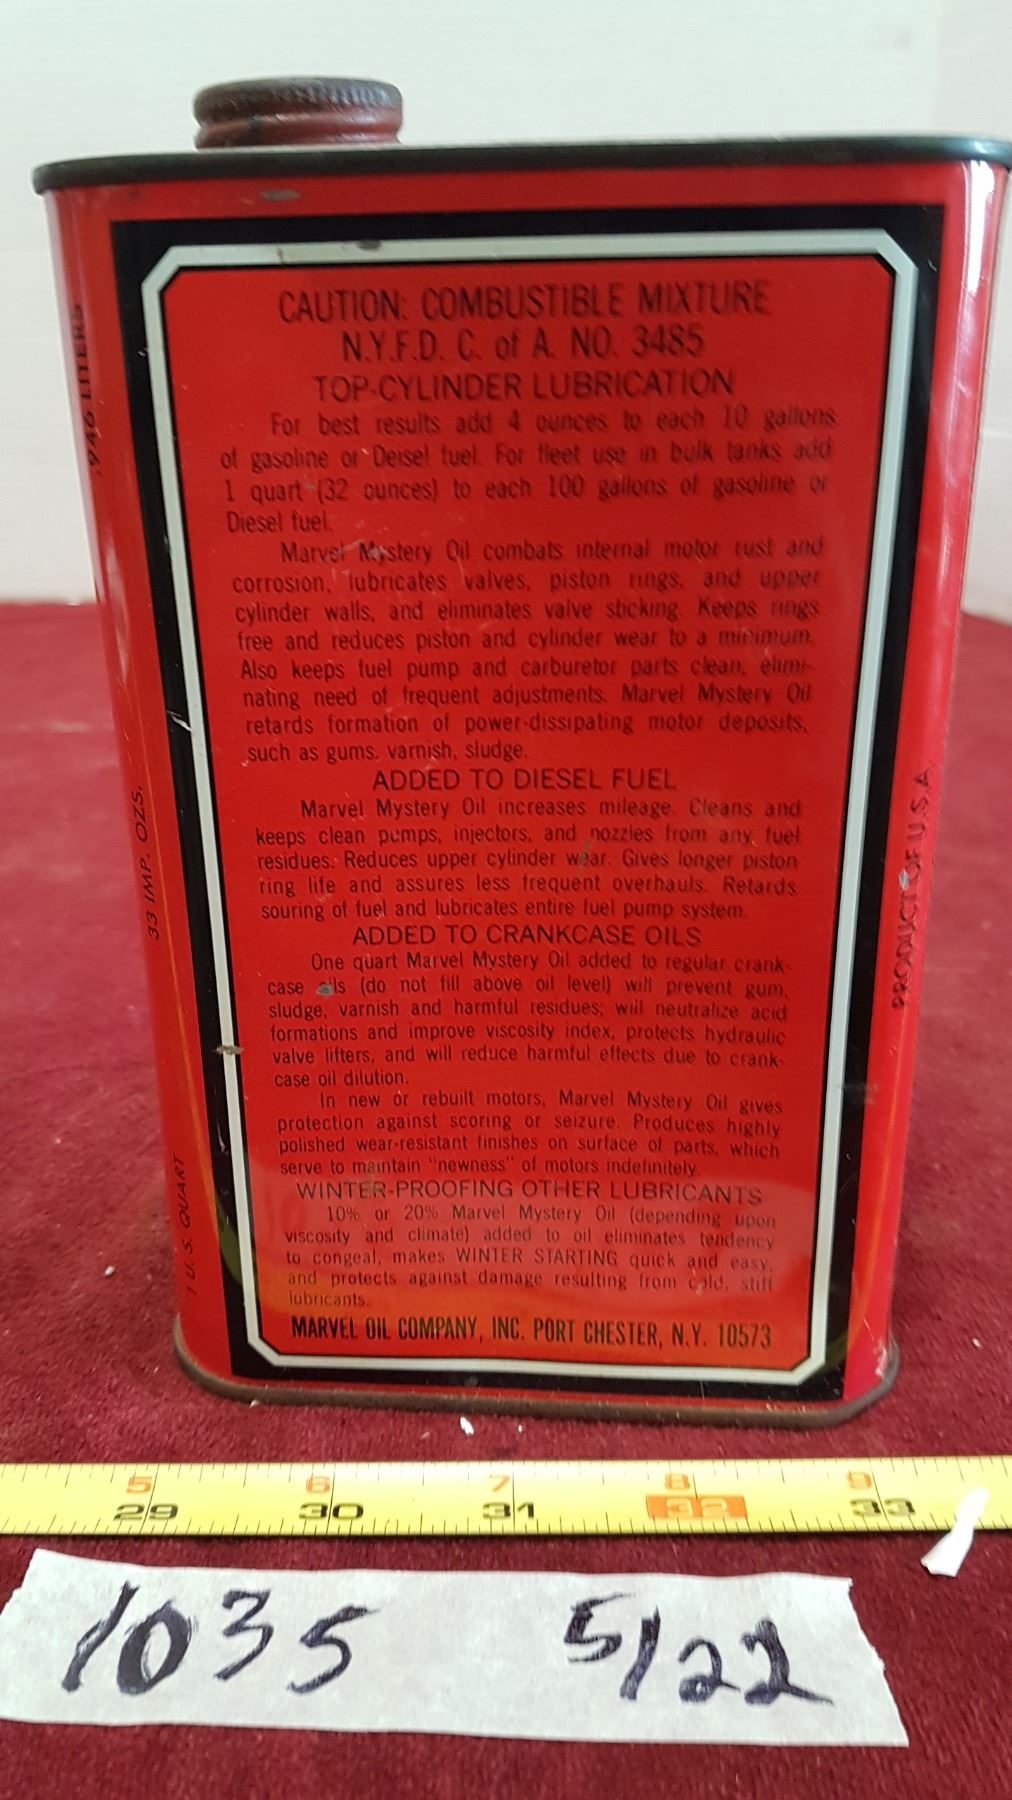 CAUTION: COMBUSTIBLE MIXTURE
N.Y.F.D. C. of A. NO. 3485
TOP-CYLINDER LUBRICATION
For best results add 4 ounces to each 10 gallons
of gasoline or Deisel fuel. For fleet use in bulk tanks add
1 quart (32 ounces) to each 100 gallons of gasoline or
Diesel fuel.
Marvel Mystery Oil combats internal motor rust and
corrosion, lubricates valves, piston rings, and upper
cylinder walls, and eliminates valve sticking. Keeps rings
free and reduces piston and cylinder wear to a minimum.
Also keeps fuel pump and carburetor parts clean, elimi-
nating need of frequent adjustments. Marvel Mystery Oil
retards formation of power-dissipating motor deposits,
such as gums, varnish, sludge.
ADDED TO DIESEL FUEL
Marvel Mystery Oil increases mileage. Cleans and
keeps clean pumps, injectors, and nozzles from any fuel
residues. Reduces upper cylinder wear. Gives longer piston
ring life and assures less frequent overhauls. Retards
souring of fuel and lubricates entire fuel pump system.
ADDED TO CRANKCASE OILS
One quart Marvel Mystery Oil added to regular crank-
case oils (do not fill above oil level) will prevent gum,
sludge, varnish and harmful residues; will neutralize acid
formations and improve viscosity index, protects hydraulic
valve lifters, and will reduce harmful effects due to crank-
case oil dilution.
In new or rebuilt motors, Marvel Mystery Oil gives
protection against scoring or seizure. Produces highly
polished wear-resistant finishes on surface of parts, which
serve to maintain "newness" of motors indefinitely.
WINTER-PROOFING OTHER LUBRICANTS
10% or 20% Marvel Mystery Oil (depending upon
viscosity and climate) added to oil eliminates tendency
to congeal, makes WINTER STARTING quick and easy,
and protects against damage resulting from cold, stiff
lubricants.
MARVEL OIL COMPANY, INC. PORT CHESTER, N.Y. 10573
.946 LITERS
33 IMP. OZS.
1 U.S. QUART
PRODUCT OF U.S.A.
5 6 7 8 9
29 30 31 32 33
1035 5/22